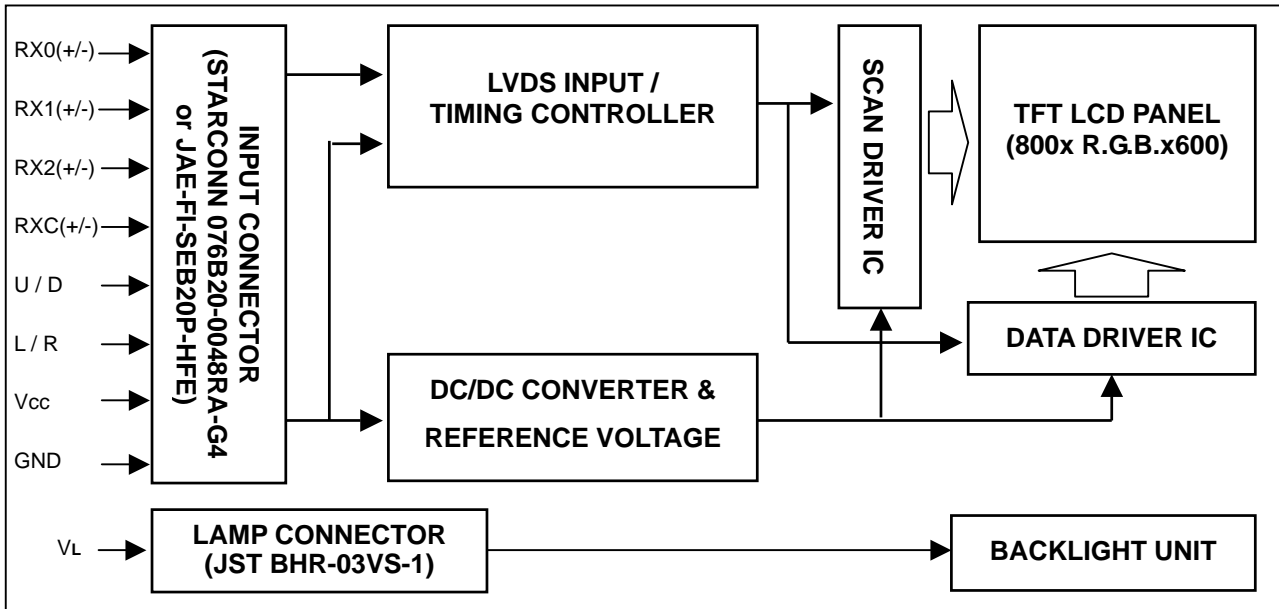 RX0(+/-)
RX1(+/-)
RX2(+/-)
RXC(+/-)
U / D
L / R
Vcc
GND
INPUT CONNECTOR
(STARCONN 076B20-0048RA-G4
or JAE-FI-SEB20P-HFE)
LVDS INPUT /
TIMING CONTROLLER
SCAN DRIVER IC
TFT LCD PANEL
(800x R.G.B.x600)
DATA DRIVER IC
DC/DC CONVERTER &
REFERENCE VOLTAGE
VL
LAMP CONNECTOR
(JST BHR-03VS-1)
BACKLIGHT UNIT